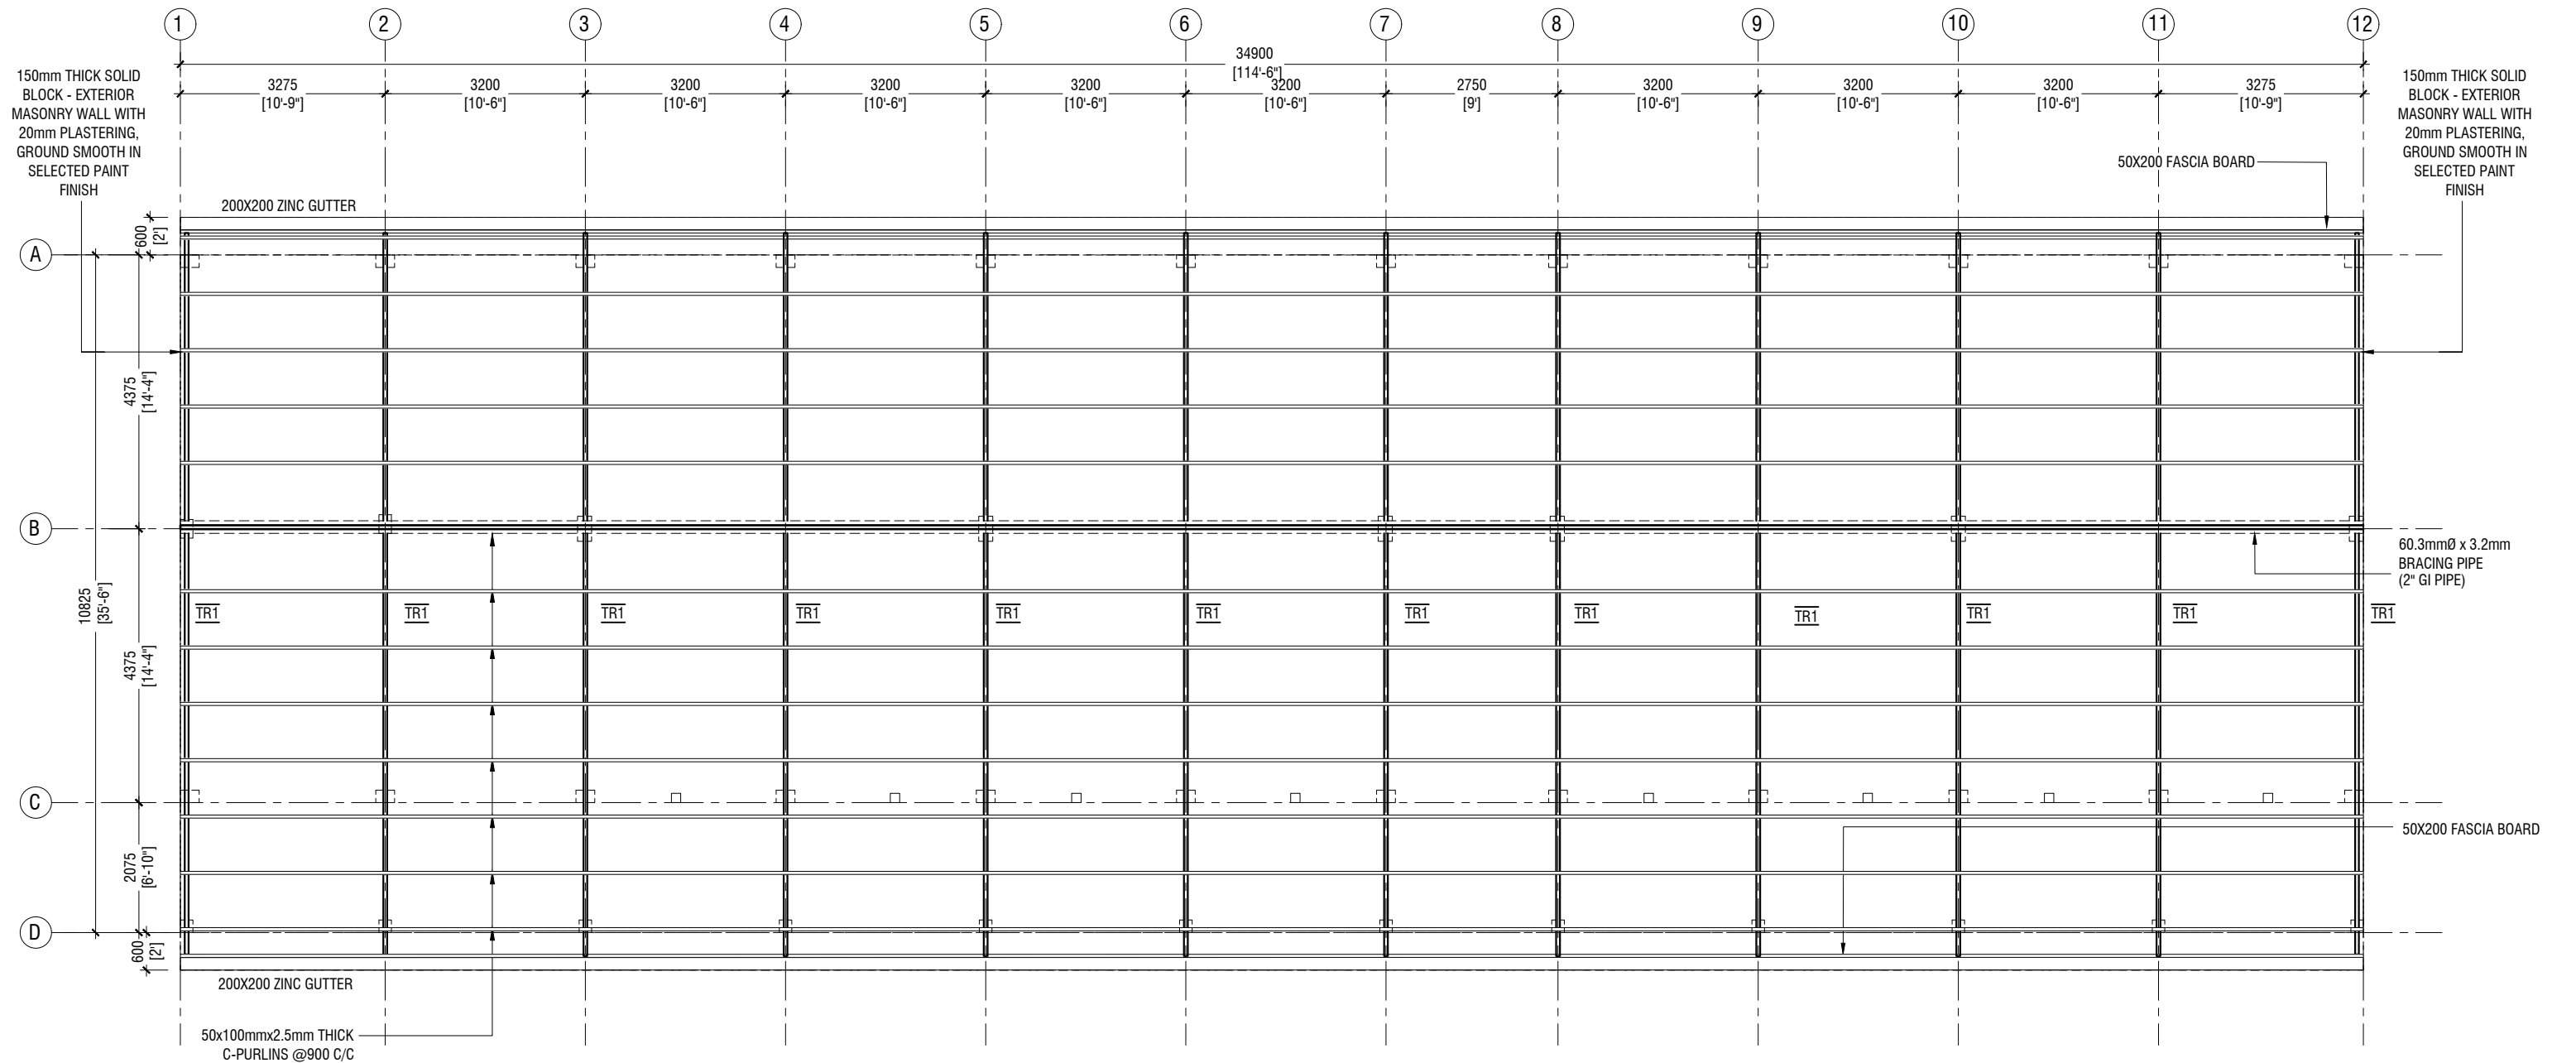 1 2 3 4 5 6 7 8 9 10 11 12
34900
[114'-6"]
3275 3200 3200 3200 3200 3200 2750 3200 3200 3200 3275
[10'-9"] [10'-6"] [10'-6"] [10'-6"] [10'-6"] [10'-6"] [9'] [10'-6"] [10'-6"] [10'-6"] [10'-9"]
150mm THICK SOLID
BLOCK - EXTERIOR
MASONRY WALL WITH
20mm PLASTERING,
GROUND SMOOTH IN
SELECTED PAINT
FINISH
150mm THICK SOLID
BLOCK - EXTERIOR
MASONRY WALL WITH
20mm PLASTERING,
GROUND SMOOTH IN
SELECTED PAINT
FINISH
50X200 FASCIA BOARD
200X200 ZINC GUTTER
600
[2']
A
4375
[14'-4"]
B
60.3mmØ x 3.2mm
BRACING PIPE
(2" GI PIPE)
10825
[35'-6"]
4375
[14'-4"]
TR1 TR1 TR1 TR1 TR1 TR1 TR1 TR1 TR1 TR1 TR1 TR1
C
50X200 FASCIA BOARD
2075
[6'-10"]
D
600
[2']
200X200 ZINC GUTTER
50x100mmx2.5mm THICK
C-PURLINS @900 C/C